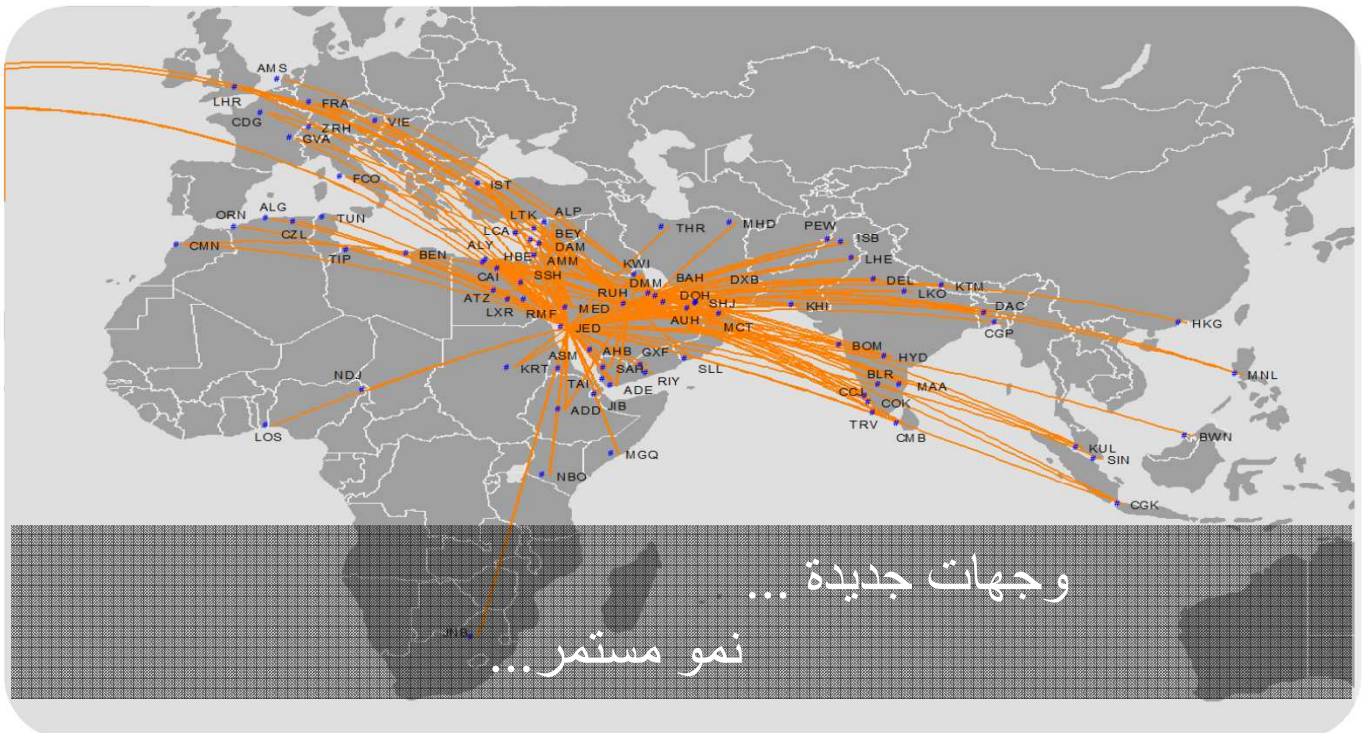 AMS
LHR
FRA
CDG
ZRH
VIE
GVA
FCO
IST
ORN
ALG
CZL
TUN
CMN
TIP
BEN
LTK
ALP
LCA
BEY
DAM
ALY
HBE
AMM
CAI
SSH
ATZ
LXR
RMF
MED
JED
THR
MHD
KWI
DMM
BAH
RUH
DOH
DXB
SHJ
AUH
MCT
PEW
ISB
LHE
DEL
LKO
KTM
KHI
DAC
CGP
HKG
MNL
BOM
HYD
BLR
MAA
CCJ
COK
TRV
CMB
KUL
SIN
BWN
CGK
ASM
AHB
GXF
KRT
SAH
SLL
TAI
RIY
ADE
JIB
ADD
NDJ
LOS
MGQ
NBO
JNB
وجهات جديدة ...
نمو مستمر...